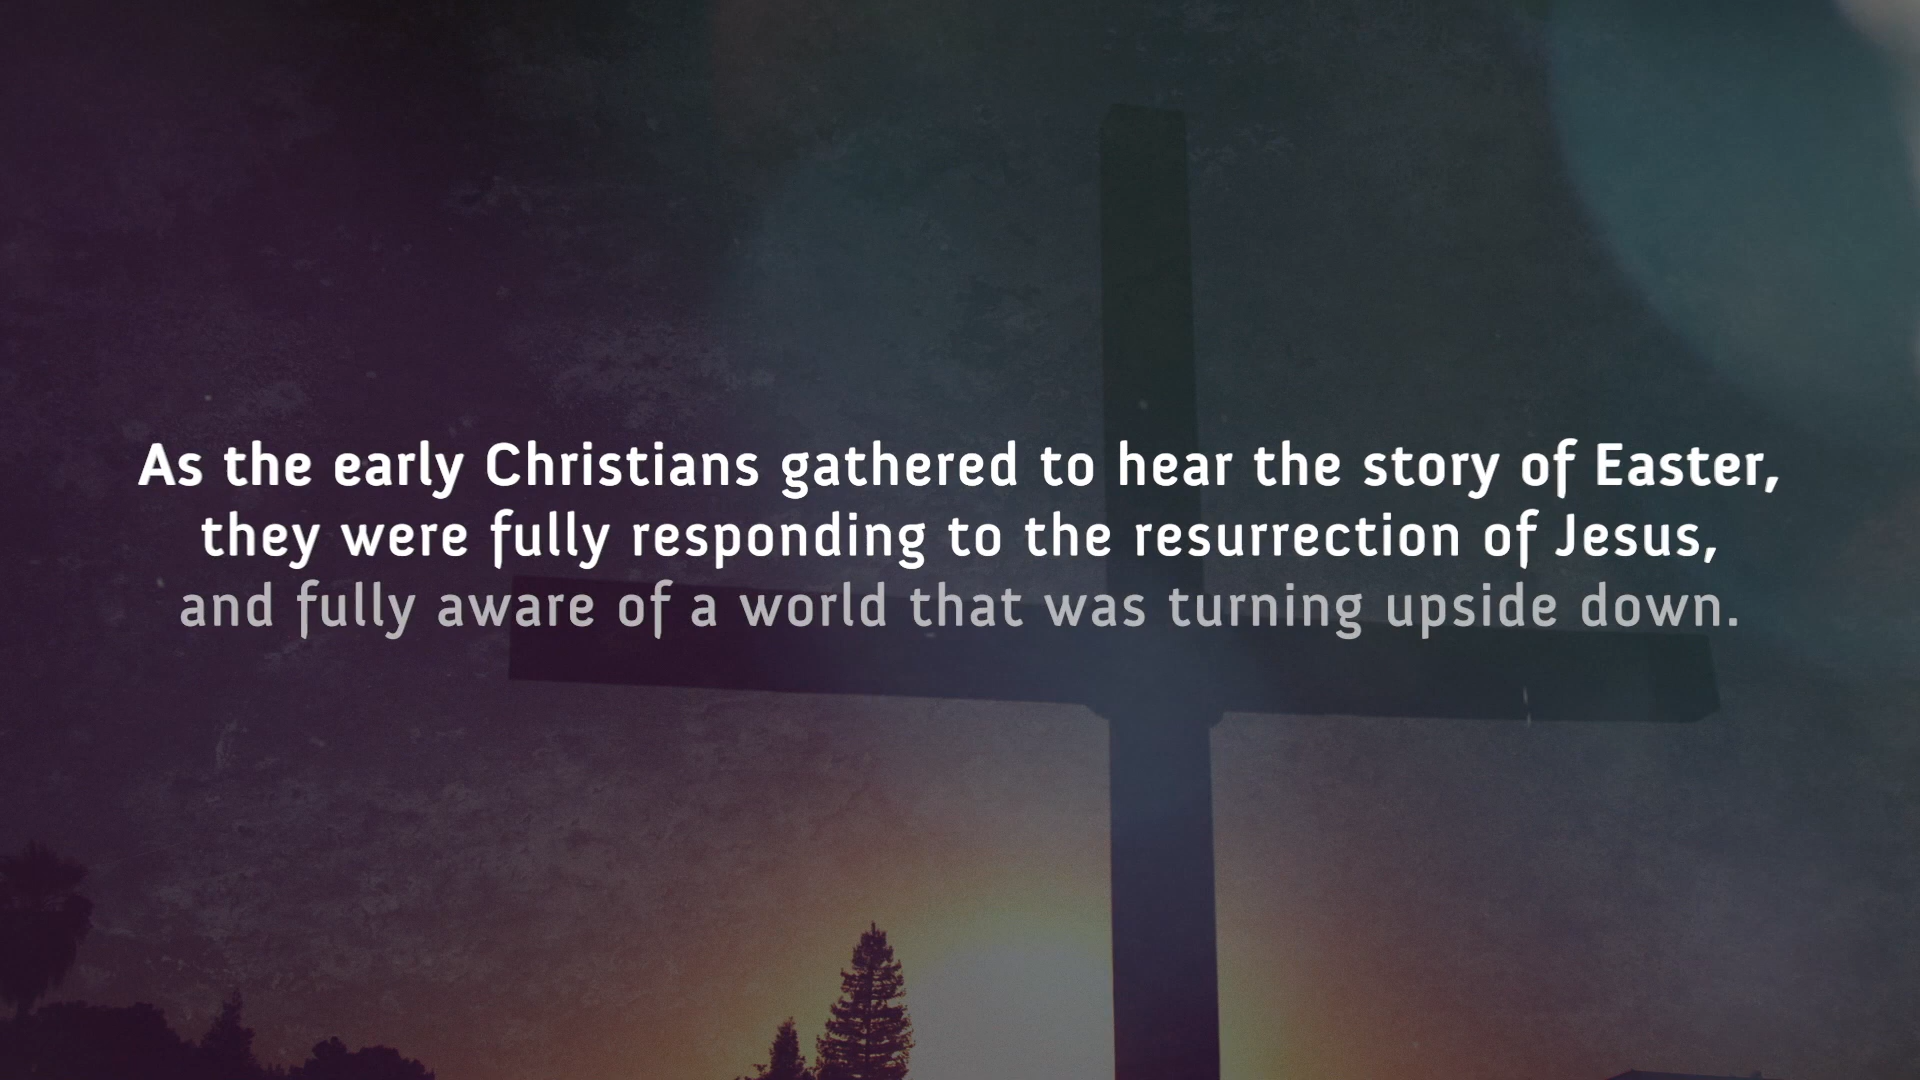 As the early Christians gathered to hear the story of Easter,
they were fully responding to the resurrection of Jesus,
and fully aware of a world that was turning upside down.